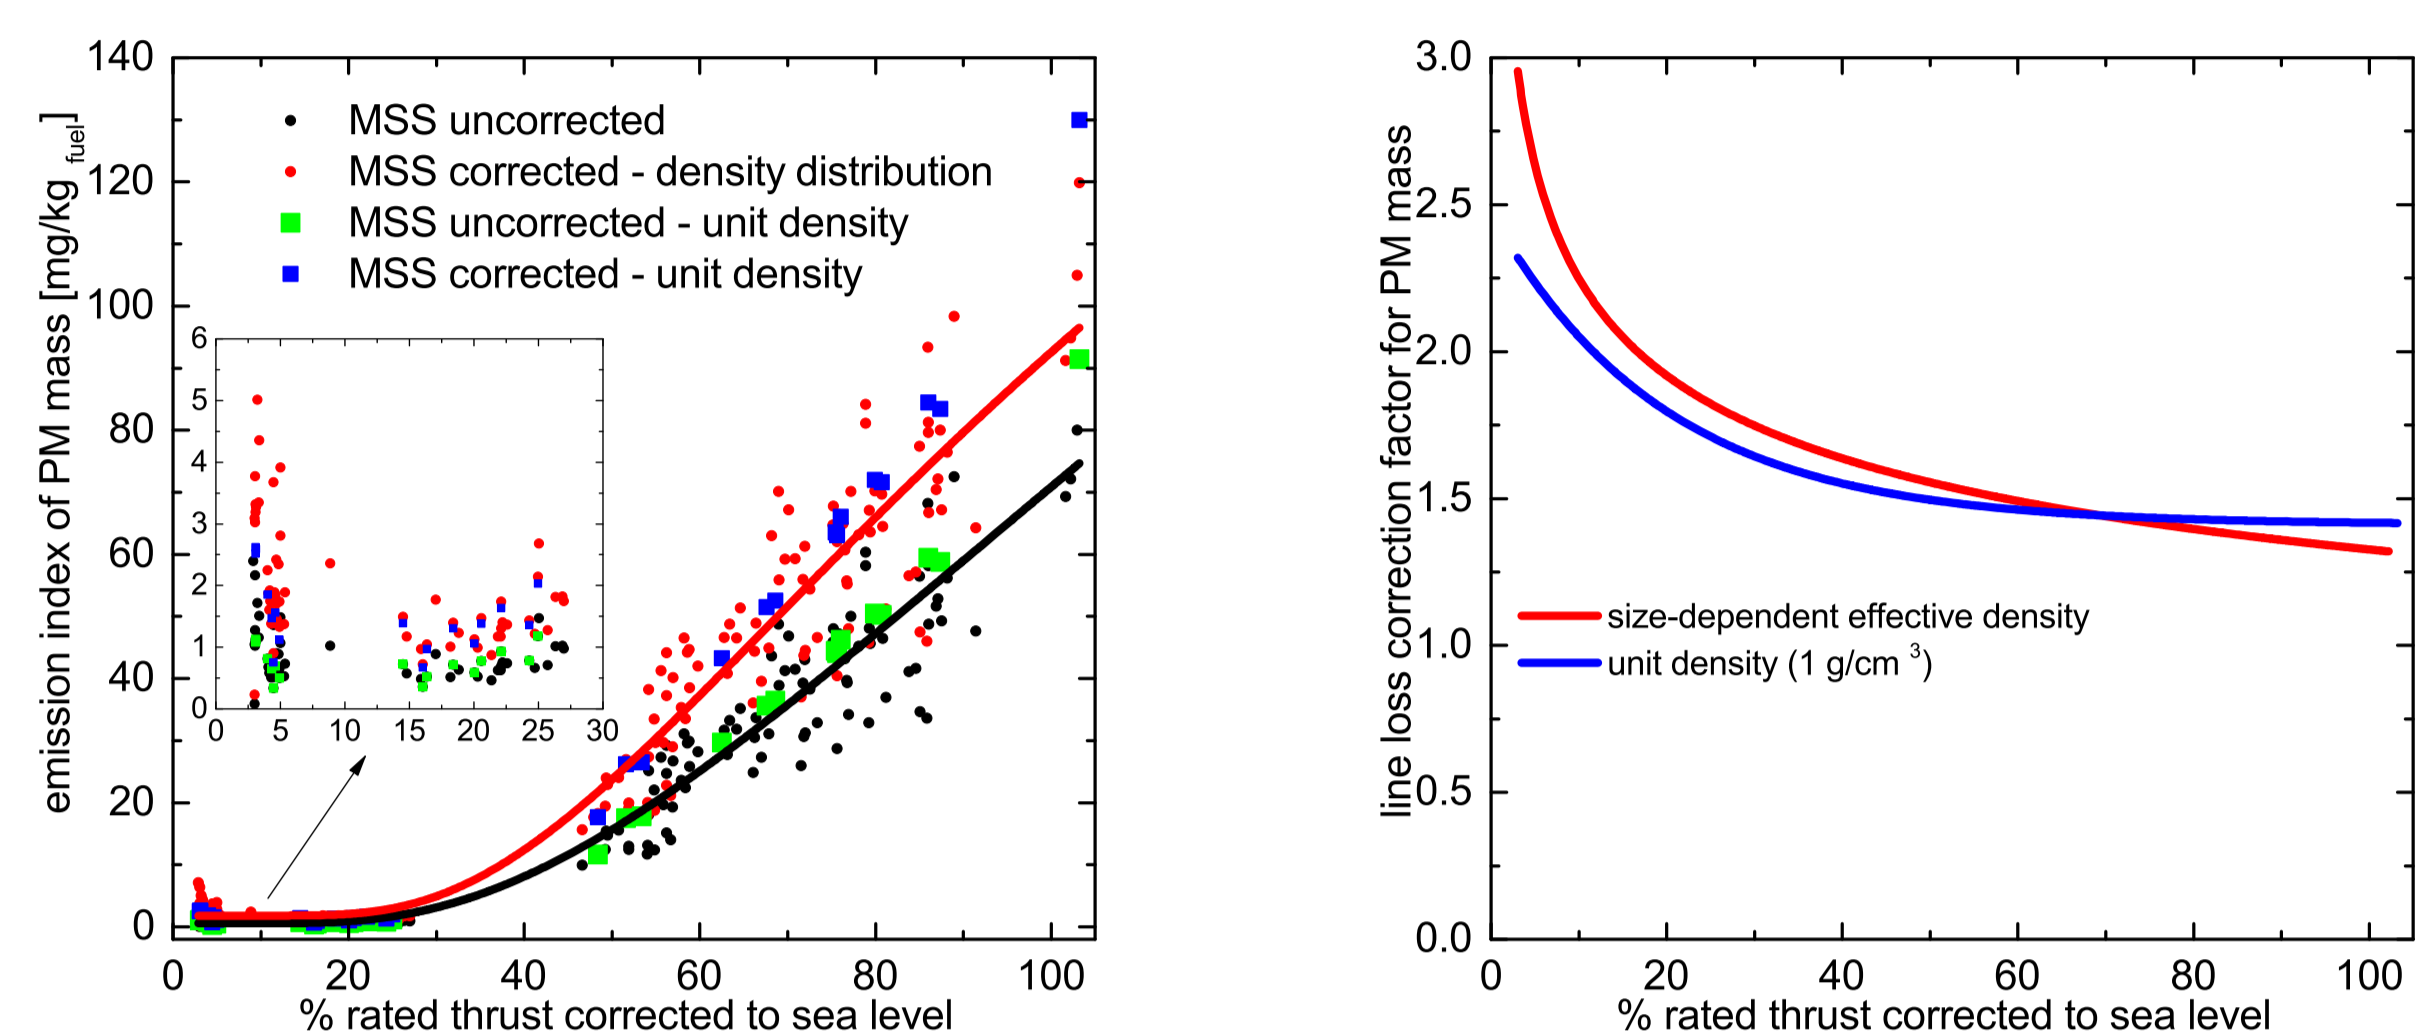 140
120
100
80
60
40
20
0
emission index of PM mass [mg/kg fuel]
MSS uncorrected
MSS corrected - density distribution
MSS uncorrected - unit density
MSS corrected - unit density
6
5
4
3
2
1
0
0 5 10 15 20 25 30
0 20 40 60 80 100
% rated thrust corrected to sea level
3.0
2.5
2.0
1.5
1.0
0.5
0.0
line loss correction factor for PM mass
size-dependent effective density
unit density (1 g/cm 3)
0 20 40 60 80 100
% rated thrust corrected to sea level